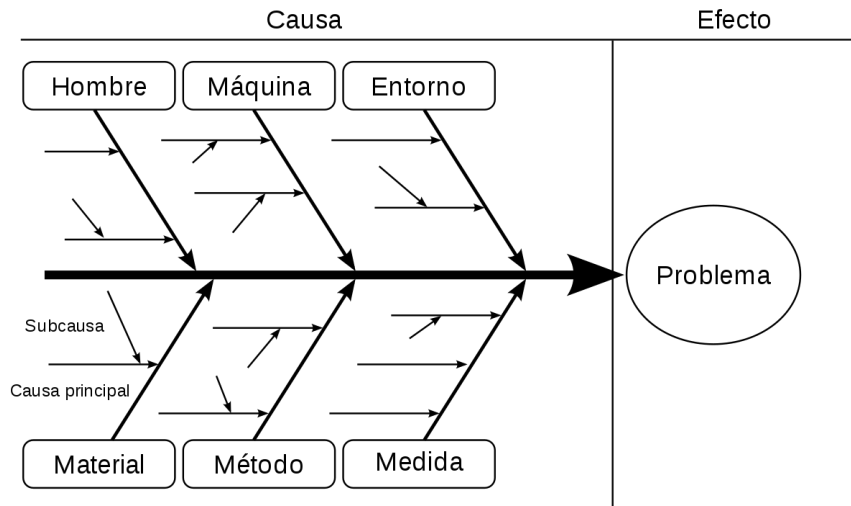 Causa
Efecto
Hombre
Máquina
Entorno
Problema
Subcausa
Causa principal
Material
Método
Medida